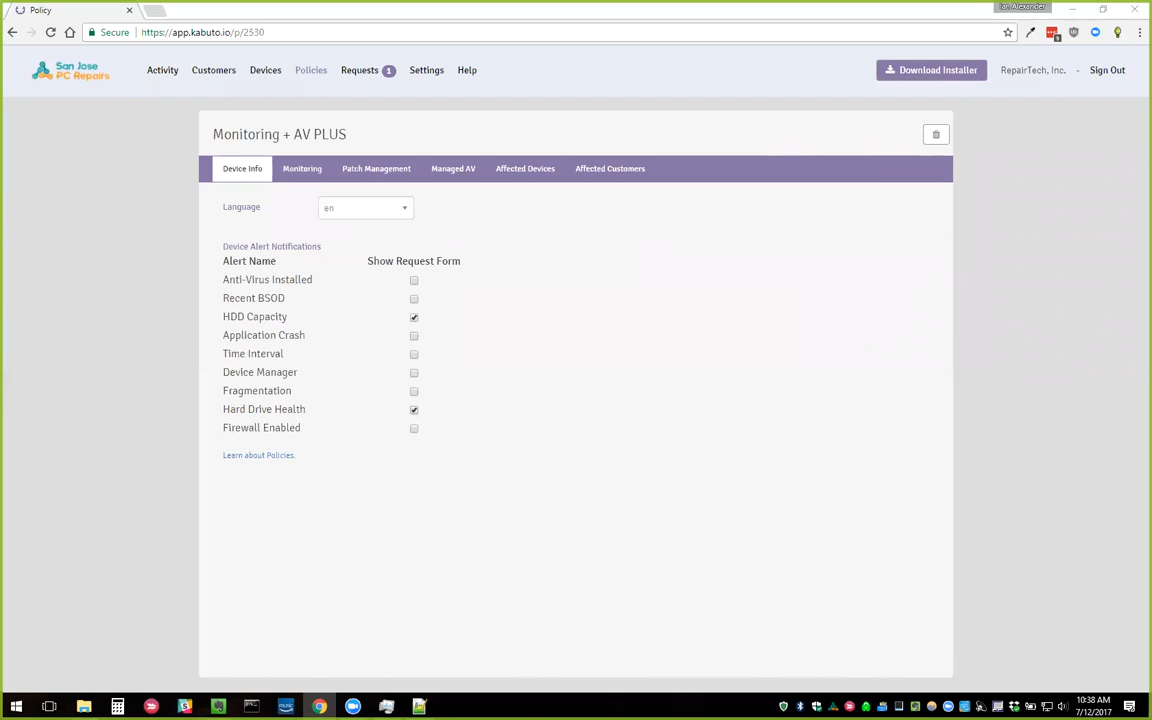 Policy
Ian Alexander
Secure https://app.kabuto.io/p/2530
San Jose
PC Repairs
Activity Customers Devices Policies Requests 1 Settings Help
Download Installer RepairTech, Inc. - Sign Out
Monitoring + AV PLUS
Device Info Monitoring Patch Management Managed AV Affected Devices Affected Customers
Language en
Device Alert Notifications
Alert Name Show Request Form
Anti-Virus Installed
Recent BSOD
HDD Capacity
Application Crash
Time Interval
Device Manager
Fragmentation
Hard Drive Health
Firewall Enabled
Learn about Policies.
music
10:38 AM
7/12/2017